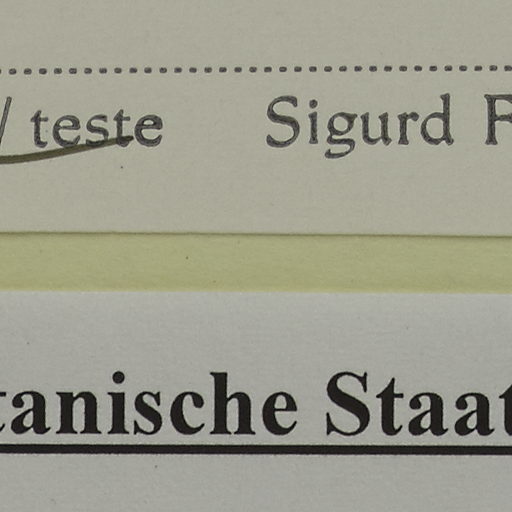 / teste Sigurd F
tanische Staat